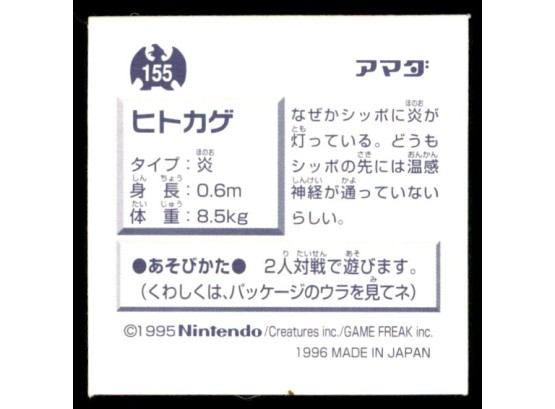 155
アマダ
ヒトカゲ
タイプ：炎
身長：0.6m
体重：8.5kg
なぜかシッポに炎が
灯っている。どうも
シッポの先には温感
神経が通っていない
らしい。
●あそびかた● 2人対戦で遊びます。
（くわしくは、パッケージのウラを見てネ）
©1995 Nintendo/Creatures inc./GAME FREAK inc.
1996 MADE IN JAPAN